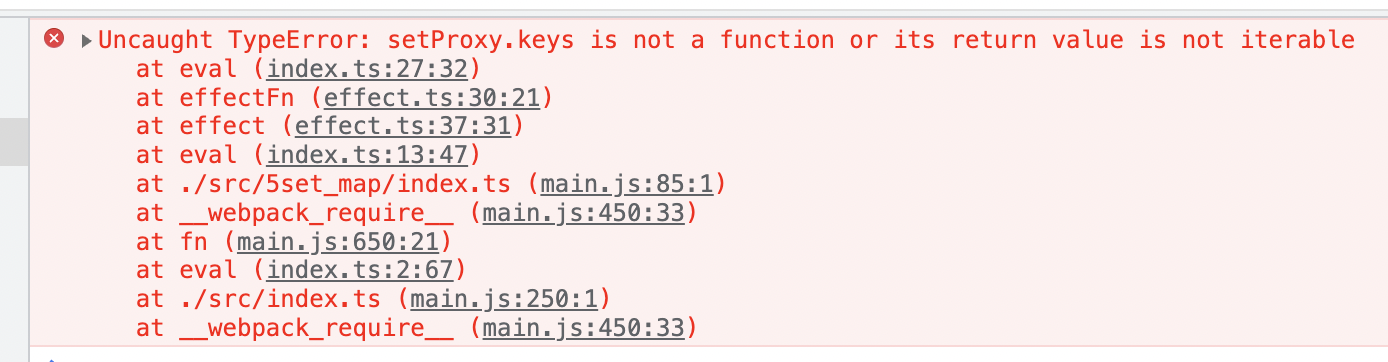 Uncaught TypeError: setProxy.keys is not a function or its return value is not iterable
at eval (index.ts:27:32)
at effectFn (effect.ts:30:21)
at effect (effect.ts:37:31)
at eval (index.ts:13:47)
at ./src/5set_map/index.ts (main.js:85:1)
at __webpack_require__ (main.js:450:33)
at fn (main.js:650:21)
at eval (index.ts:2:67)
at ./src/index.ts (main.js:250:1)
at __webpack_require__ (main.js:450:33)